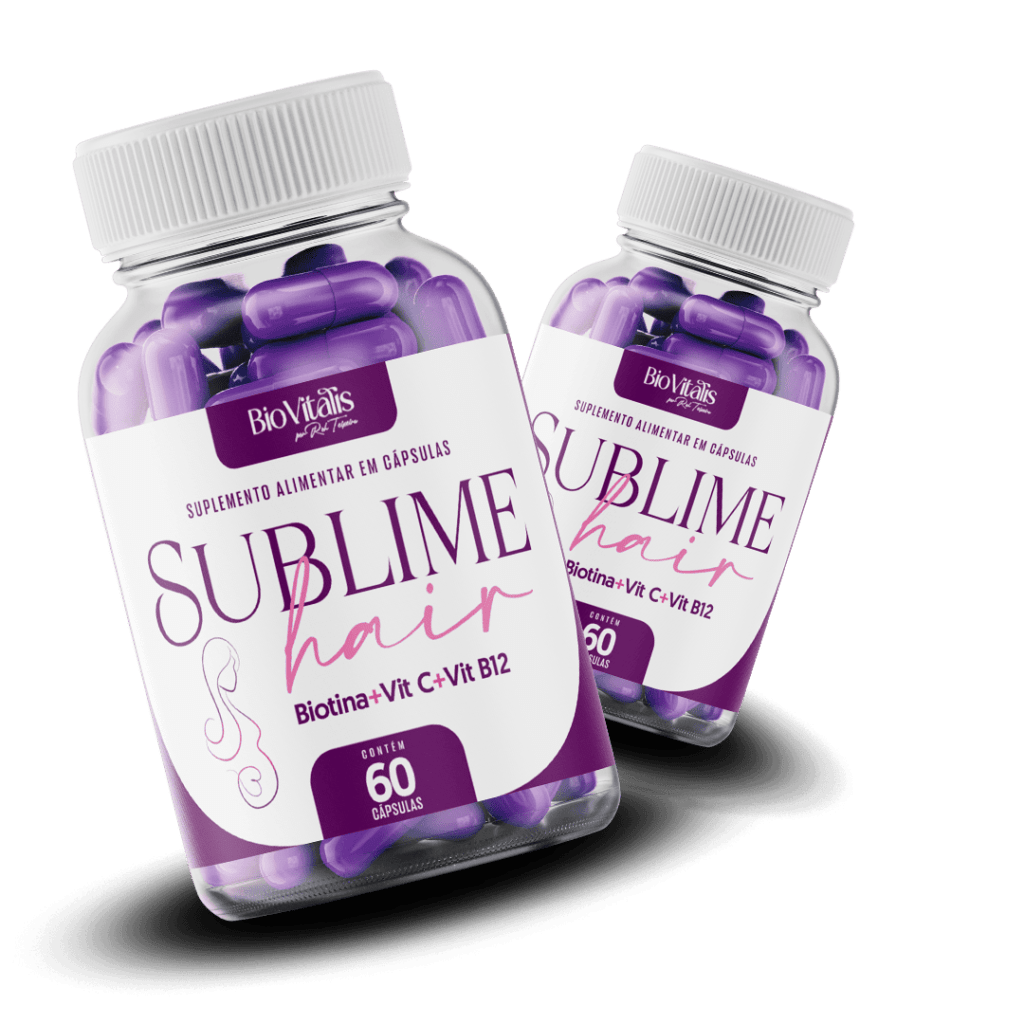 BioVitalis
SUPLEMENTO ALIMENTAR EM CÁPSULAS
SUBLIME
hair
Biotina+Vit C+Vit B12
CONTÉM
60
CÁPSULAS
BioVitalis
SUPLEMENTO ALIMENTAR EM CÁPSULAS
SUBLIME
hair
Biotina+Vit C+Vit B12
CONTÉM
60